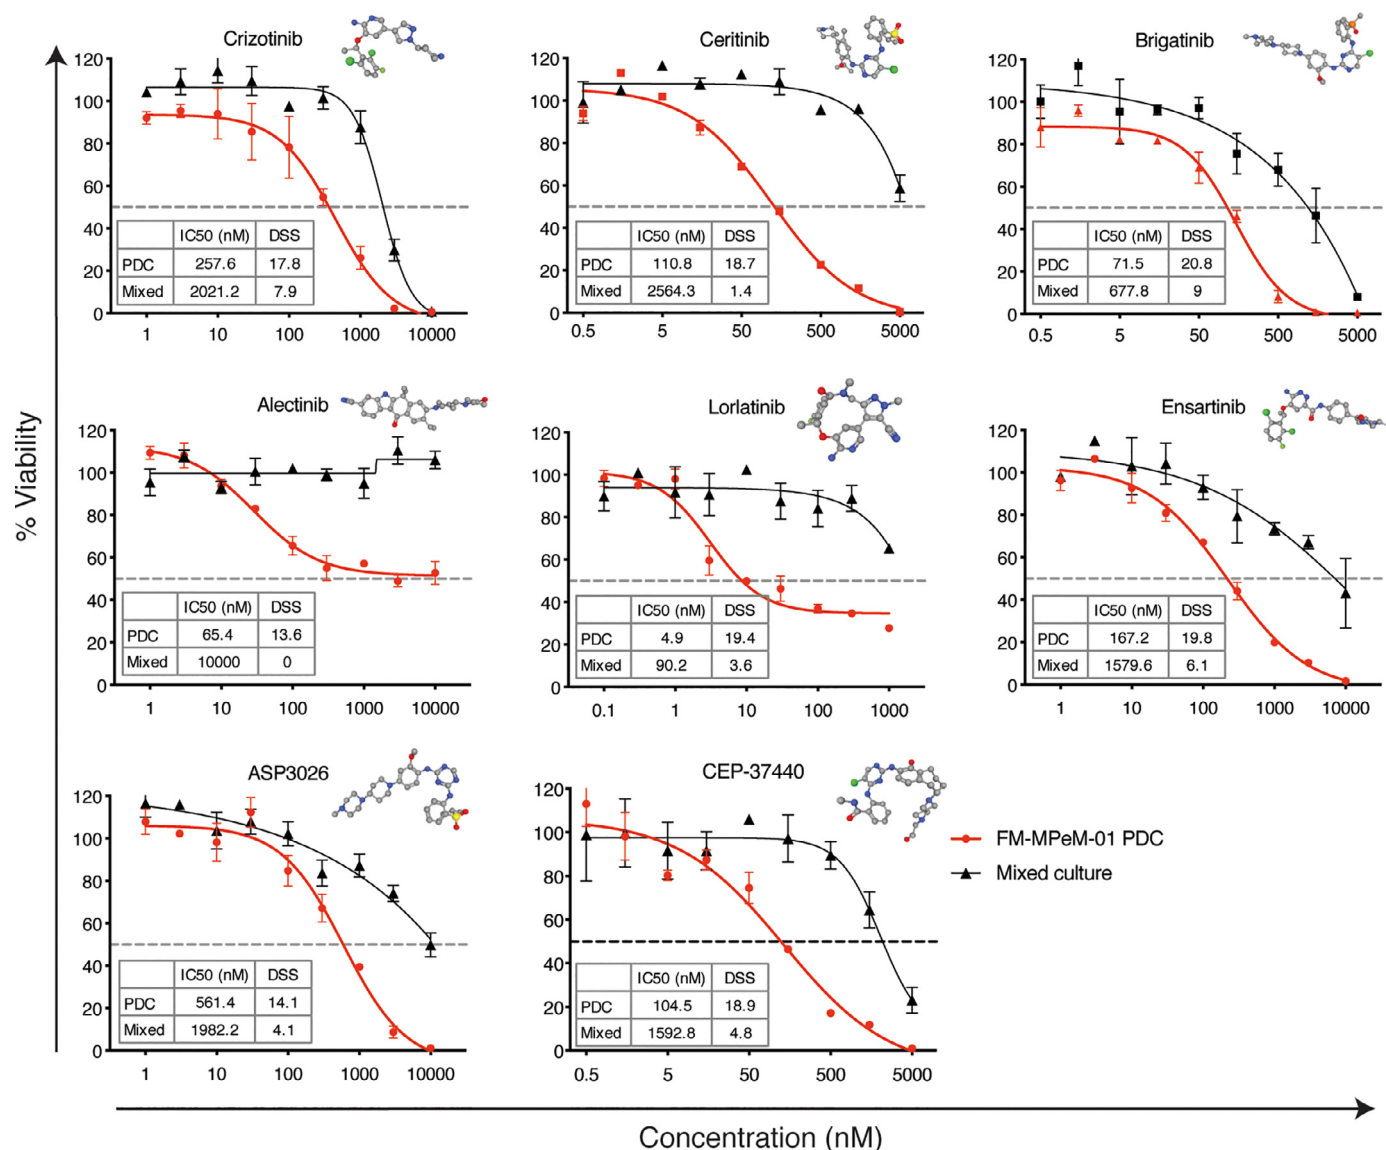 Crizotinib
120
100
80
60
40
20
0
IC50 (nM) DSS
PDC 257.6 17.8
Mixed 2021.2 7.9
1 10 100 1000 10000
Ceritinib
120
100
80
60
40
20
0
IC50 (nM) DSS
PDC 110.8 18.7
Mixed 2564.3 1.4
0.5 5 50 500 5000
Brigatinib
120
100
80
60
40
20
0
IC50 (nM) DSS
PDC 71.5 20.8
Mixed 677.8 9
0.5 5 50 500 5000
% Viability
Alectinib
120
100
80
60
40
20
0
IC50 (nM) DSS
PDC 65.4 13.6
Mixed 10000 0
1 10 100 1000 10000
Lorlatinib
120
100
80
60
40
20
0
IC50 (nM) DSS
PDC 4.9 19.4
Mixed 90.2 3.6
0.1 1 10 100 1000
Ensartinib
120
100
80
60
40
20
0
IC50 (nM) DSS
PDC 167.2 19.8
Mixed 1579.6 6.1
1 10 100 1000 10000
ASP3026
120
100
80
60
40
20
0
IC50 (nM) DSS
PDC 561.4 14.1
Mixed 1982.2 4.1
1 10 100 1000 10000
CEP-37440
120
100
80
60
40
20
0
IC50 (nM) DSS
PDC 104.5 18.9
Mixed 1592.8 4.8
0.5 5 50 500 5000
FM-MPeM-01 PDC
Mixed culture
Concentration (nM)